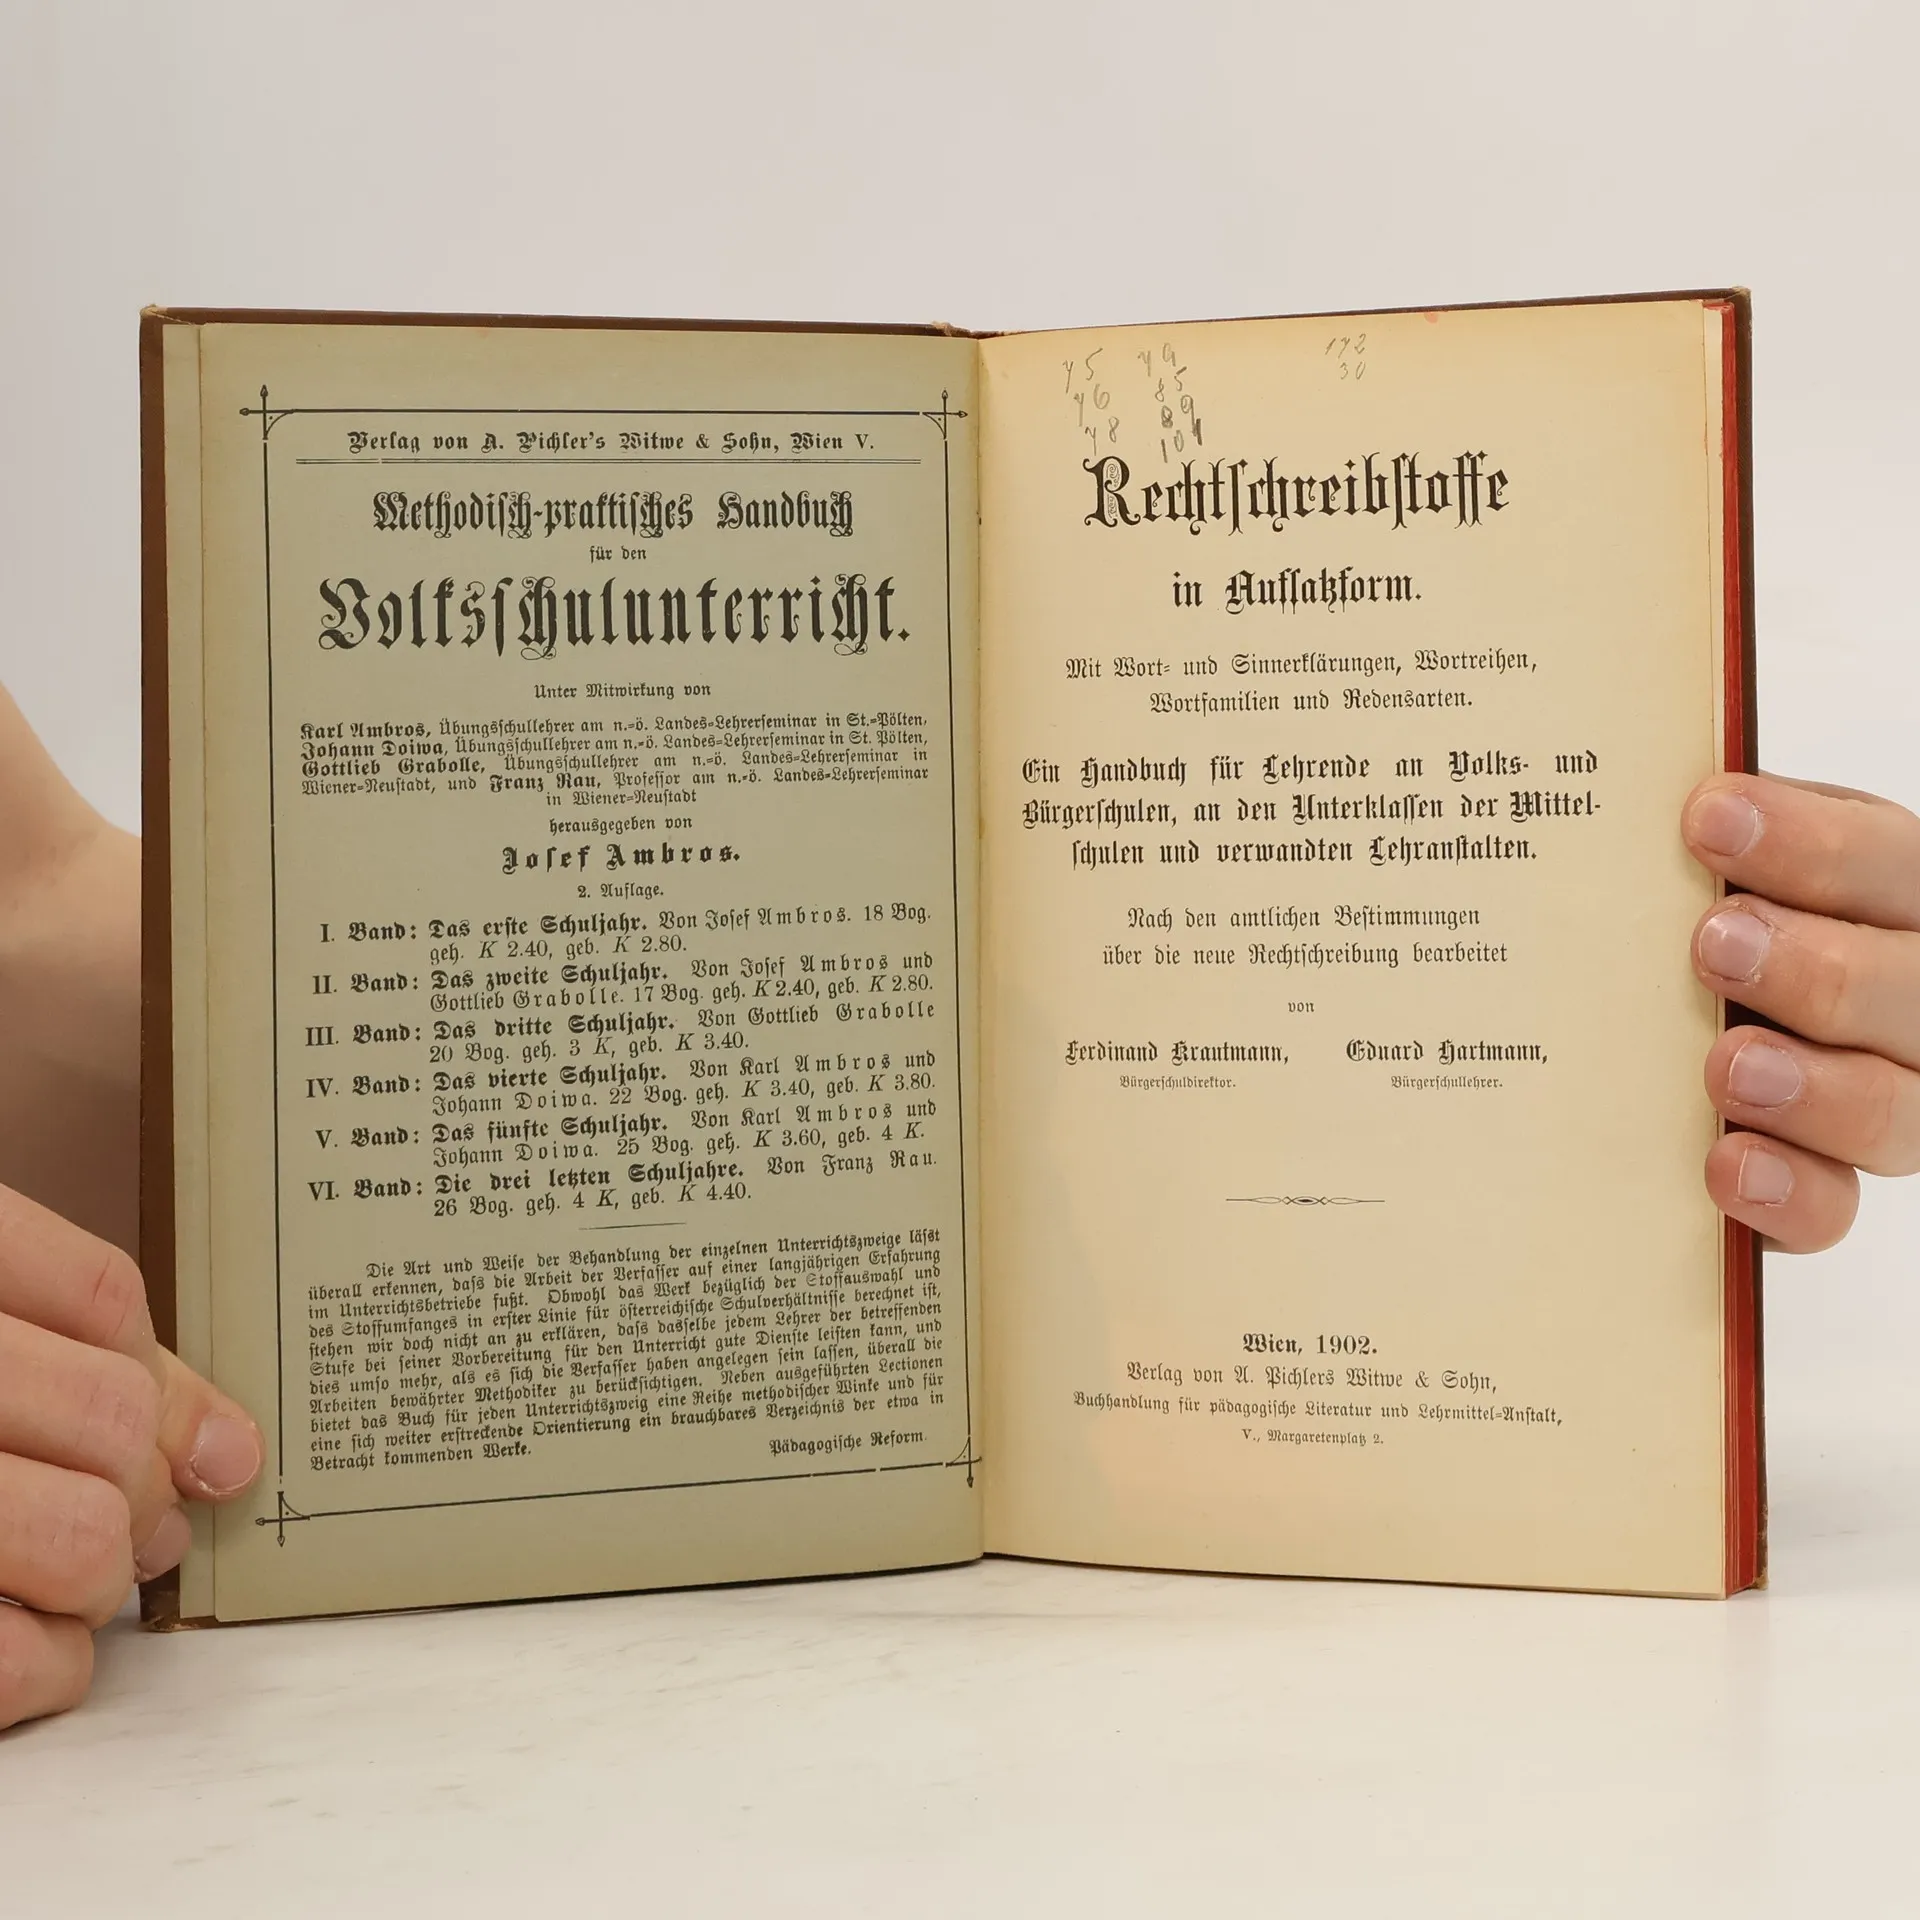 Verlag von A. Pichler's Witwe & Sohn, Wien V.
Methodisch-praktisches Handbuch
für den
Volksschulunterricht.
Unter Mitwirkung von
Karl Ambros, Übungsschullehrer am n.-ö. Landes-Lehrerseminar in St.-Pölten,
Johann Doiwa, Übungsschullehrer am n.-ö. Landes-Lehrerseminar in St. Pölten,
Gottlieb Grabolle, Übungsschullehrer am n.-ö. Landes-Lehrerseminar in
Wiener-Neustadt, und Franz Rau, Professor am n.-ö. Landes-Lehrerseminar
in Wiener-Neustadt
herausgegeben von
Josef Ambros.
2. Auflage.
I. Band: Das erste Schuljahr. Von Josef Ambros. 18 Bog.
geh. K 2.40, geb. K 2.80.
II. Band: Das zweite Schuljahr. Von Josef Ambros und
Gottlieb Grabolle. 17 Bog. geh. K 2.40, geb. K 2.80.
III. Band: Das dritte Schuljahr. Von Gottlieb Grabolle
20 Bog. geh. 3 K, geb. K 3.40.
IV. Band: Das vierte Schuljahr. Von Karl Ambros und
Johann Doiwa. 22 Bog. geh. K 3.40, geb. K 3.80.
V. Band: Das fünfte Schuljahr. Von Karl Ambros und
Johann Doiwa. 25 Bog. geh. K 3.60, geb. 4 K.
VI. Band: Die drei letzten Schuljahre. Von Franz Rau.
26 Bog. geh. 4 K, geb. K 4.40.
Die Art und Weise der Behandlung der einzelnen Unterrichtszweige läſst
überall erkennen, daſs die Arbeit der Verfasser auf einer langjährigen Erfahrung
im Unterrichtsbetriebe fußt. Obwohl das Werk bezüglich der Stoffauswahl und
des Stoffumfanges in erster Linie für österreichische Schulverhältnisse berechnet ist,
stehen wir doch nicht an zu erklären, daſs dasselbe jedem Lehrer der betreffenden
Stufe bei seiner Vorbereitung für den Unterricht gute Dienste leisten kann, und
dies umso mehr, als es sich die Verfasser haben angelegen sein lassen, überall die
Arbeiten bewährter Methodiker zu berücksichtigen. Neben ausgeführten Lectionen
bietet das Buch für jeden Unterrichtszweig eine Reihe methodischer Winke und für
eine sich weiter erstreckende Orientierung ein brauchbares Verzeichnis der etwa in
Betracht kommenden Werke.
Pädagogische Reform.
75 79 172
76 85 30
78 89
104
Rechtschreibstoffe
in Aufsatzform.
Mit Wort- und Sinnerklärungen, Wortreihen,
Wortfamilien und Redensarten.
Ein Handbuch für Lehrende an Volks- und
Bürgerschulen, an den Unterklassen der Mittel-
schulen und verwandten Lehranstalten.
Nach den amtlichen Bestimmungen
über die neue Rechtschreibung bearbeitet
von
Ferdinand Krautmann, Eduard Hartmann,
Bürgerschuldirektor. Bürgerschullehrer.
Wien, 1902.
Verlag von A. Pichlers Witwe & Sohn,
Buchhandlung für pädagogische Literatur und Lehrmittel-Anstalt,
V., Margaretenplatz 2.